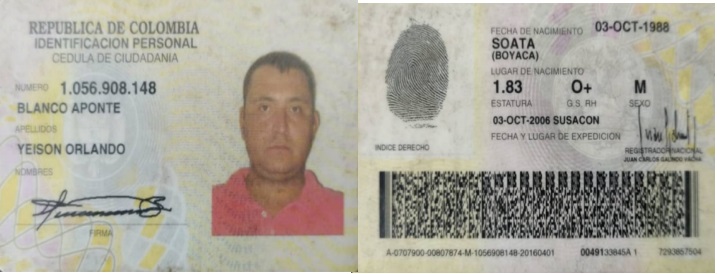 REPUBLICA DE COLOMBIA
IDENTIFICACION PERSONAL
CEDULA DE CIUDADANIA
NUMERO 1.056.908.148
BLANCO APONTE
APELLIDOS
YEISON ORLANDO
NOMBRES
FIRMA
FECHA DE NACIMIENTO 03-OCT-1988
SOATA
(BOYACA)
LUGAR DE NACIMIENTO
1.83 O+ M
ESTATURA G.S. RH SEXO
03-OCT-2006 SUSACON
FECHA Y LUGAR DE EXPEDICION
INDICE DERECHO
REGISTRADOR NACIONAL
JUAN CARLOS GALINDO VACHA
A-0707900-00807874-M-1056908148-20160401 0049133845A 1 7293867504